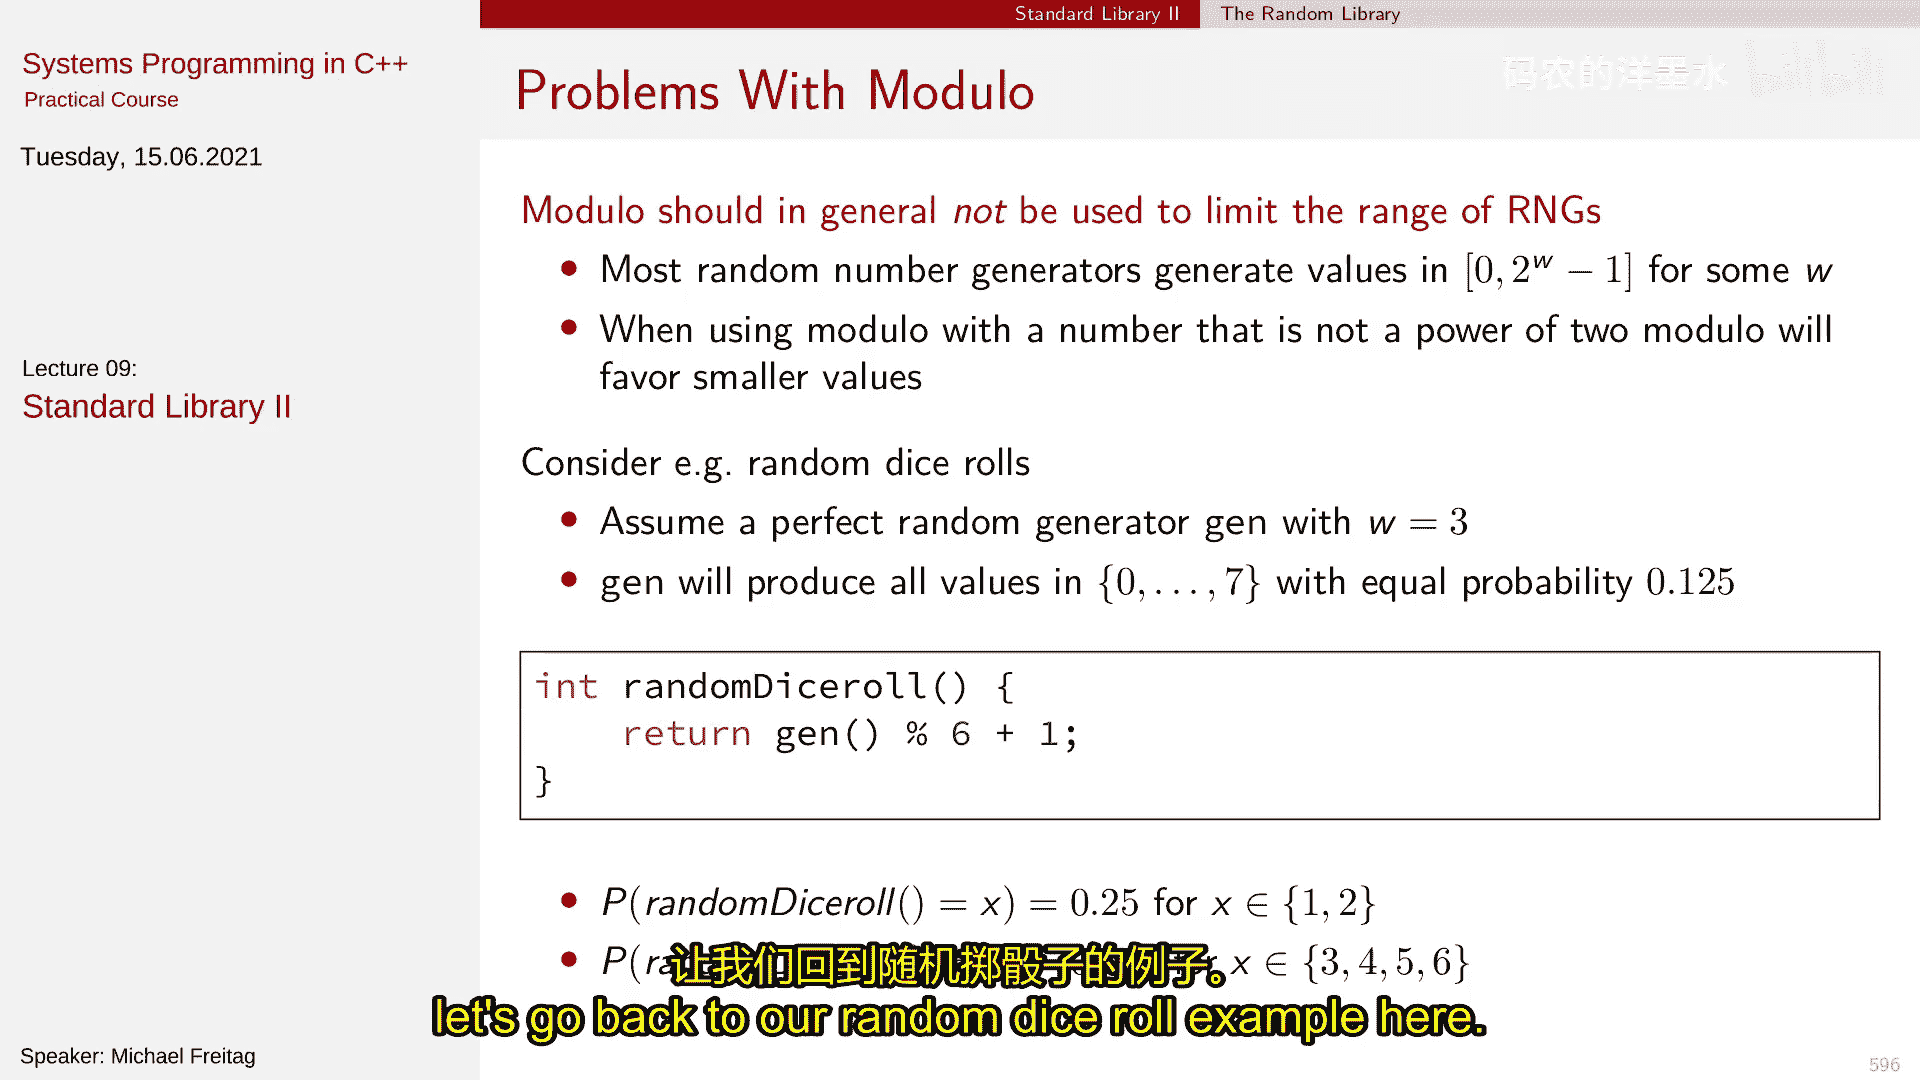 Standard Library II
The Random Library
Systems Programming in C++
Practical Course
Tuesday, 15.06.2021
Lecture 09:
Standard Library II
Problems With Modulo
码农的洋墨水
Modulo should in general not be used to limit the range of RNGs
• Most random number generators generate values in [0, 2^w − 1] for some w
• When using modulo with a number that is not a power of two modulo will
favor smaller values
Consider e.g. random dice rolls
• Assume a perfect random generator gen with w = 3
• gen will produce all values in {0, . . . , 7} with equal probability 0.125
int randomDiceroll() {
return gen() % 6 + 1;
}
• P(randomDiceroll() = x) = 0.25 for x ∈ {1, 2}
• P(ra x ∈ {3, 4, 5, 6}
让我们回到随机掷骰子的例子。
let's go back to our random dice roll example here.
Speaker: Michael Freitag
596